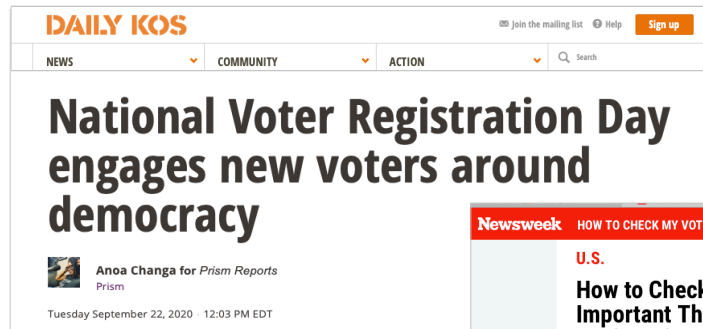 DAILY KOS
Join the mailing list Help Sign up
NEWS COMMUNITY ACTION Search
National Voter Registration Day
engages new voters around
democracy
Anoa Changa for Prism Reports
Prism
Tuesday September 22, 2020 · 12:03 PM EDT
Newsweek HOW TO CHECK MY VOT
U.S.
How to Check
Important Th